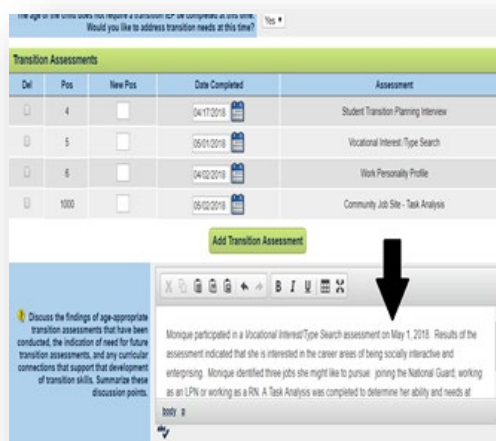 The age of the child does not require a transition IEP be completed at this time.
Would you like to address transition needs at this time? Yes
Transition Assessments
Del Pos New Pos Date Completed Assessment
4 04/17/2018 Student Transition Planning Interview
5 05/01/2018 Vocational Interest /Type Search
6 04/02/2018 Work Personality Profile
1000 05/02/2018 Community Job Site - Task Analysis
Add Transition Assessment
B I U
Discuss the findings of age-appropriate
transition assessments that have been
conducted, the indication of need for future
transition assessments, and any curricular
connections that support that development
of transition skills. Summarize these
discussion points.
Monique participated in a Vocational Interest/Type Search assessment on May 1, 2018. Results of the
assessment indicated that she is interested in the career areas of being socially interactive and
enterprising. Monique identified three jobs she might like to pursue: joining the National Guard, working
as an LPN or working as a RN. A Task Analysis was completed to determine her ability and needs at
body p
abc